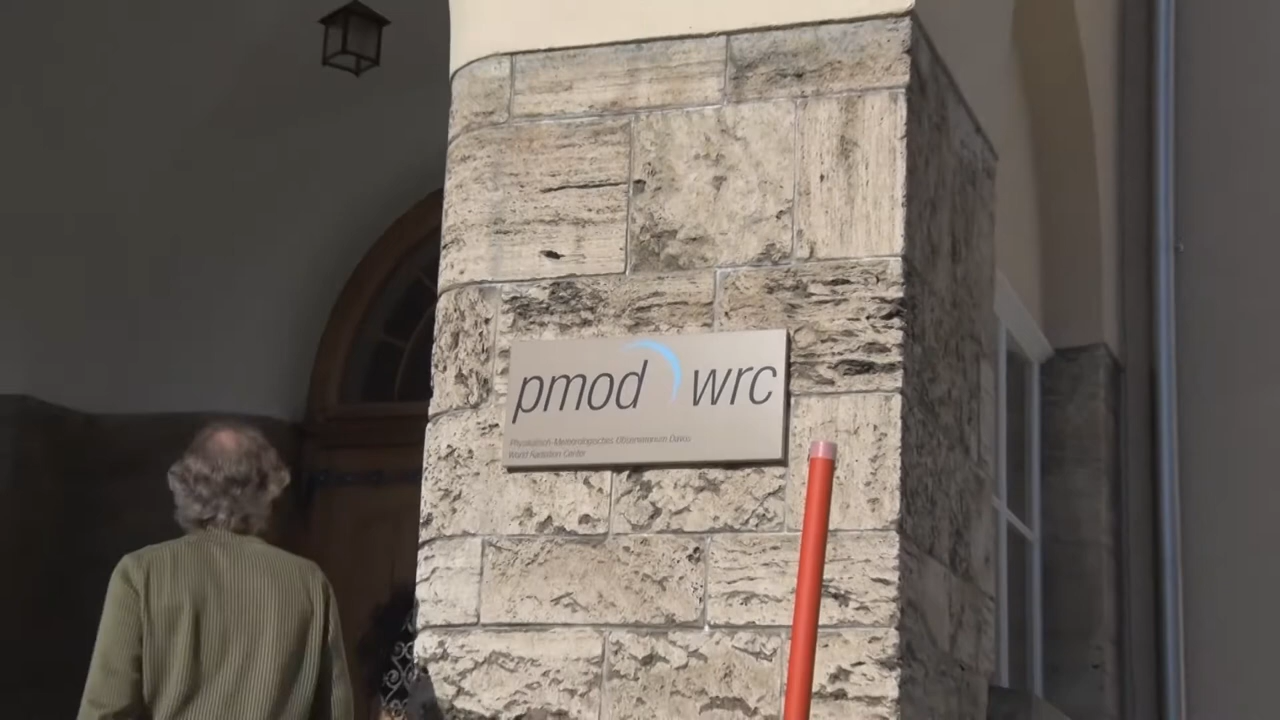 pmod wrc
Physikalisch-Meteorologisches Observatorium Davos
World Radiation Center